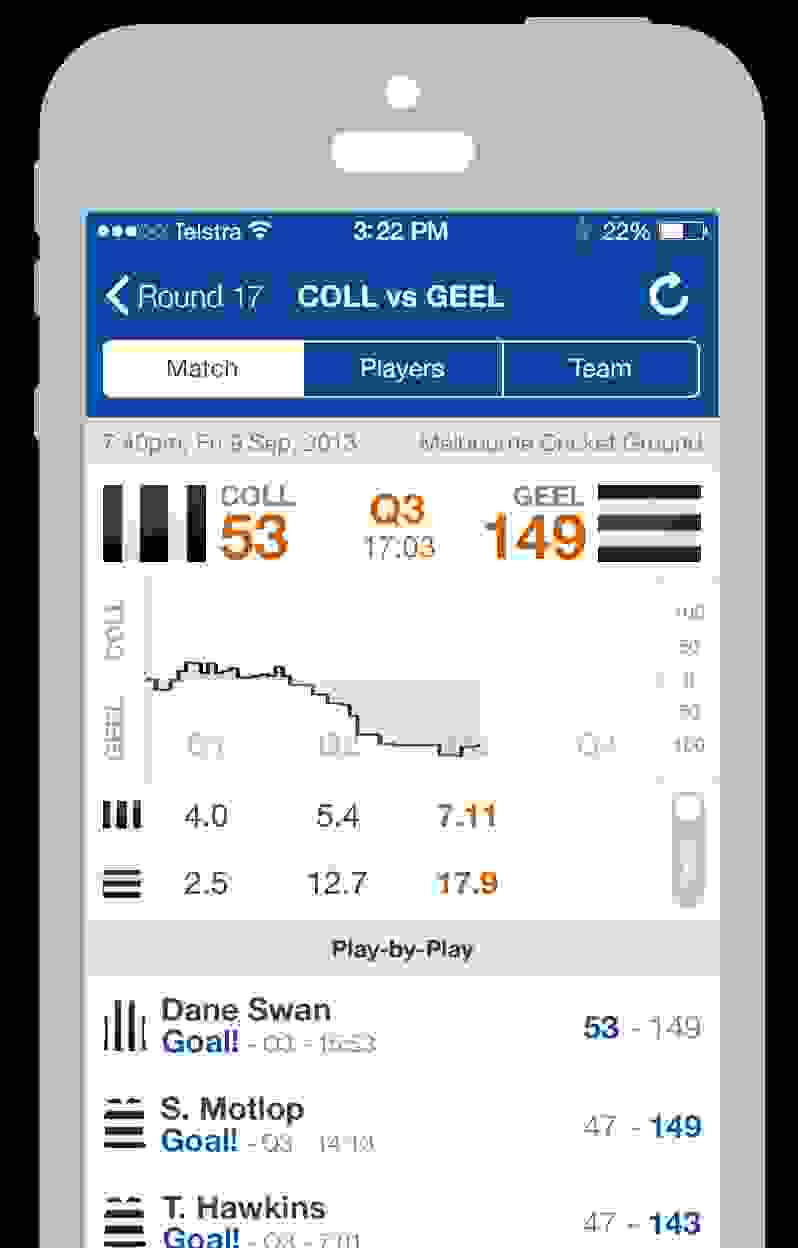 Telstra 3:22 PM 22%
Round 17 COLL vs GEEL
Match Players Team
7:40pm, Fri 9 Sep, 2013 Melbourne Cricket Ground
COLL Q3 GEEL
53 17:03 149
COLL
GEEL
100
50
0
50
100
Q1 Q2 Q3 Q4
4.0 5.4 7.11
2.5 12.7 17.9
Play-by-Play
Dane Swan
Goal! - Q3 - 15:53 53 - 149
S. Motlop
Goal! - Q3 - 14:13 47 - 149
T. Hawkins
Goal! - Q3 - 47 - 143